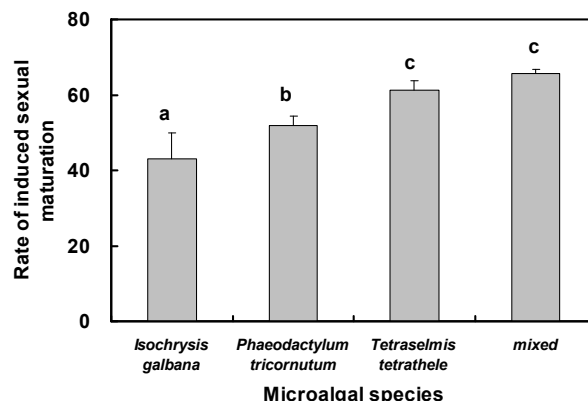 80
60
40
20
0
Rate of induced sexual
maturation
a
b
c
c
Isochrysis
galbana
Phaeodactylum
tricornutum
Tetraselmis
tetrathele
mixed
Microalgal species